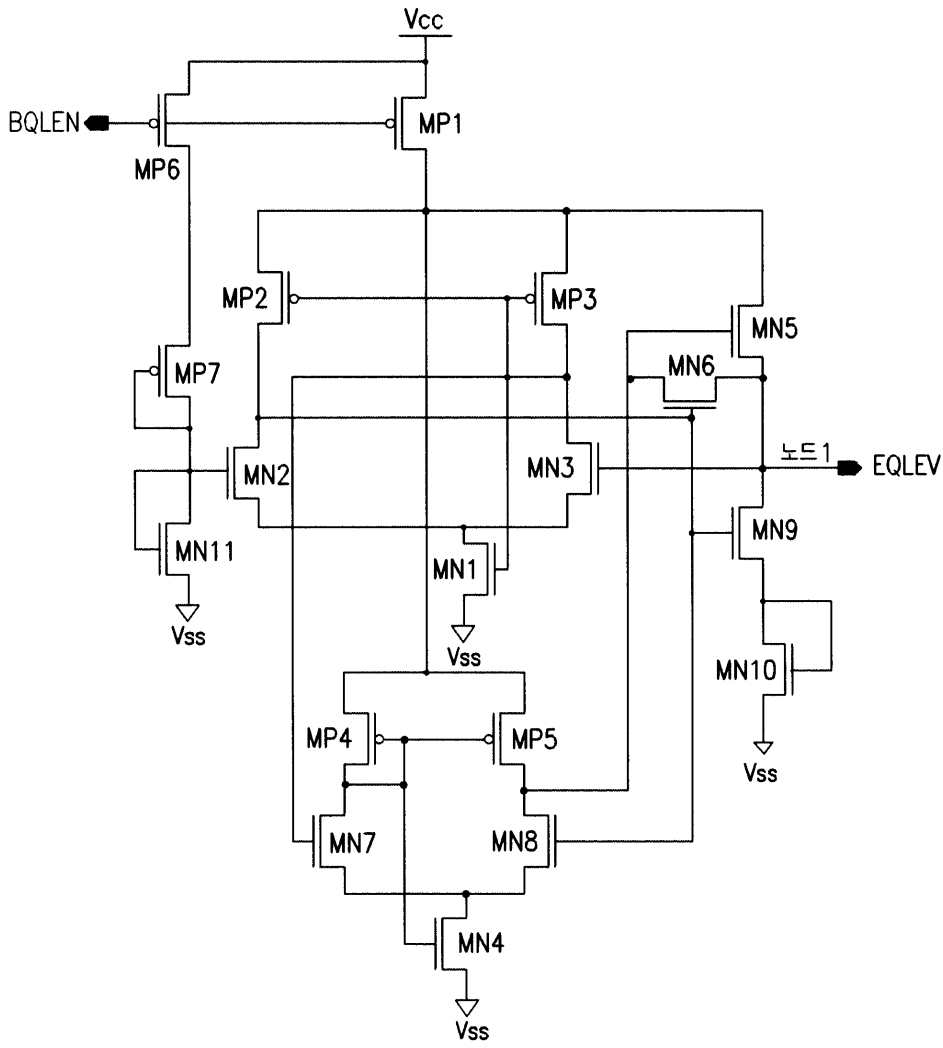 Vcc
BQLEN
MP6
MP1
MP2
MP3
MN5
MN6
MP7
MN2
MN3
노드1
EQLEV
MN9
MN11
MN1
Vss
Vss
MN10
MP4
MP5
Vss
MN7
MN8
MN4
Vss